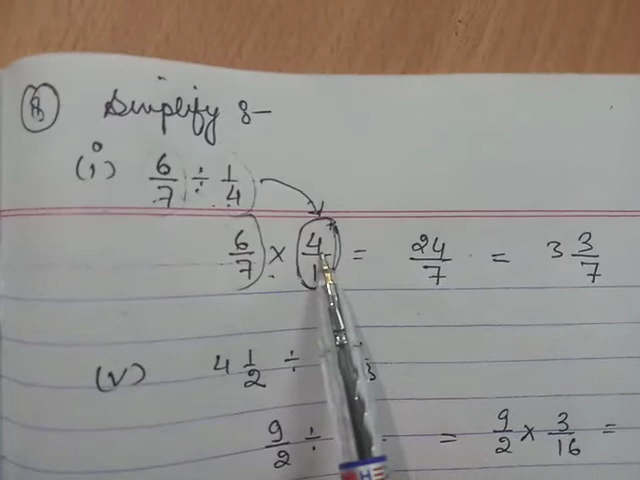 (8) Simplify :-
(i) 6/7 ÷ 1/4
6/7 × 4/1 = 24/7 = 3 3/7
(v) 4 1/2 ÷ 3
9/2 ÷ = 9/2 × 3/16 =